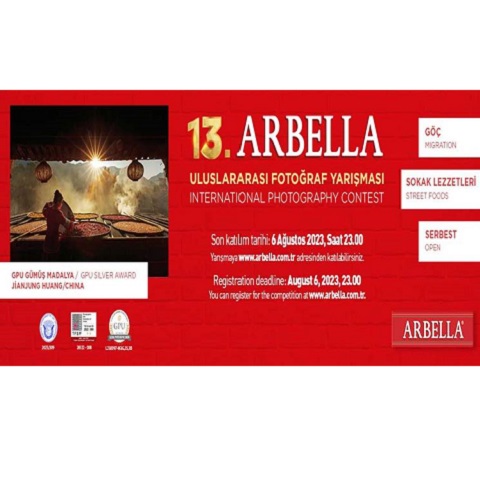 13. ARBELLA
ULUSLARARASI FOTOĞRAF YARIŞMASI
INTERNATIONAL PHOTOGRAPHY CONTEST
Son katılım tarihi: 6 Ağustos 2023, Saat 23.00
Yarışmaya www.arbella.com.tr adresinden katılabilirsiniz.
Registration deadline: August 6, 2023, 23.00
You can register for the competition at www.arbella.com.tr.
GÖÇ
MIGRATION
SOKAK LEZZETLERİ
STREET FOODS
SERBEST
OPEN
GPU GÜMÜŞ MADALYA / GPU SILVER AWARD
JİANJUNG HUANG/CHINA
GPU
ARBELLA®